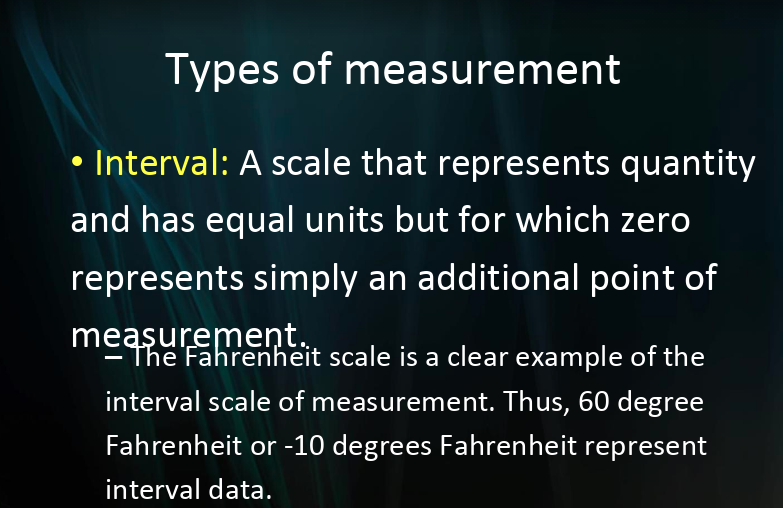 Types of measurement
• Interval: A scale that represents quantity
and has equal units but for which zero
represents simply an additional point of
measurement.
– The Fahrenheit scale is a clear example of the
interval scale of measurement. Thus, 60 degree
Fahrenheit or -10 degrees Fahrenheit represent
interval data.